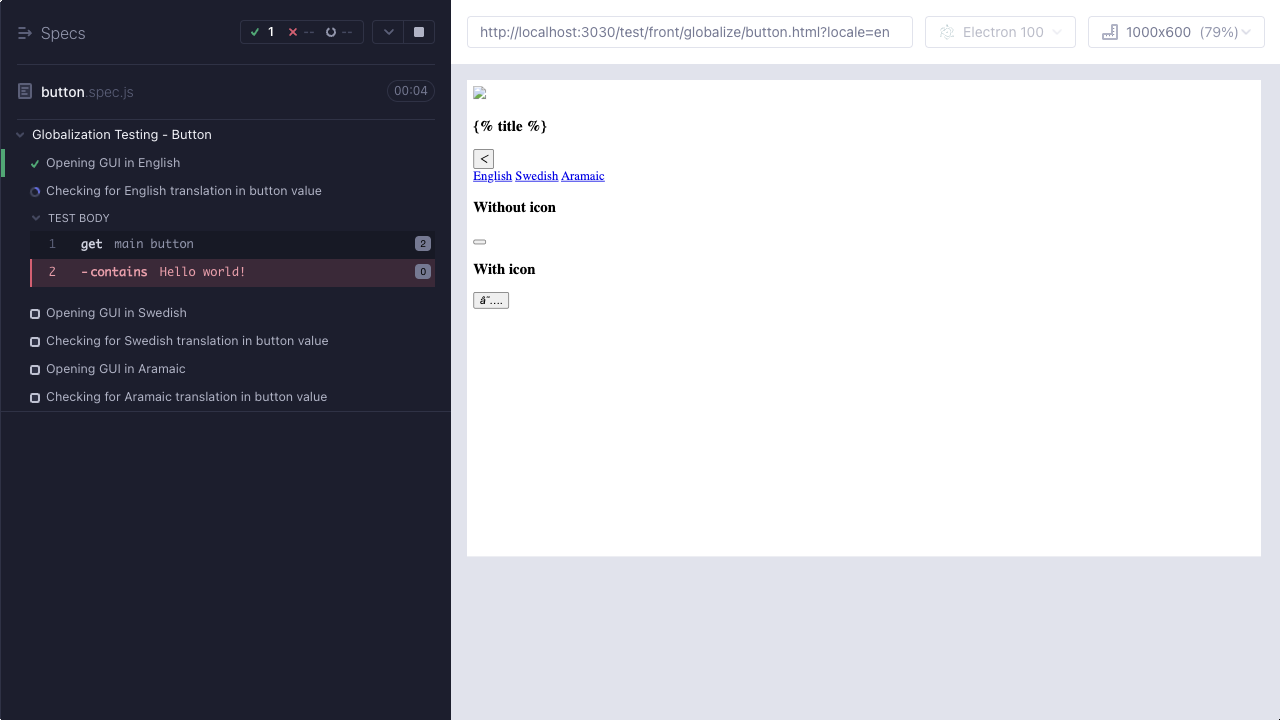 Specs
1 -- --
button.spec.js
00:04
Globalization Testing - Button
Opening GUI in English
Checking for English translation in button value
TEST BODY
1 get main button 2
2 -contains Hello world! 0
Opening GUI in Swedish
Checking for Swedish translation in button value
Opening GUI in Aramaic
Checking for Aramaic translation in button value
http://localhost:3030/test/front/globalize/button.html?locale=en
Electron 100
1000x600 (79%)
{% title %}
<
English Swedish Aramaic
Without icon
With icon
â˜….